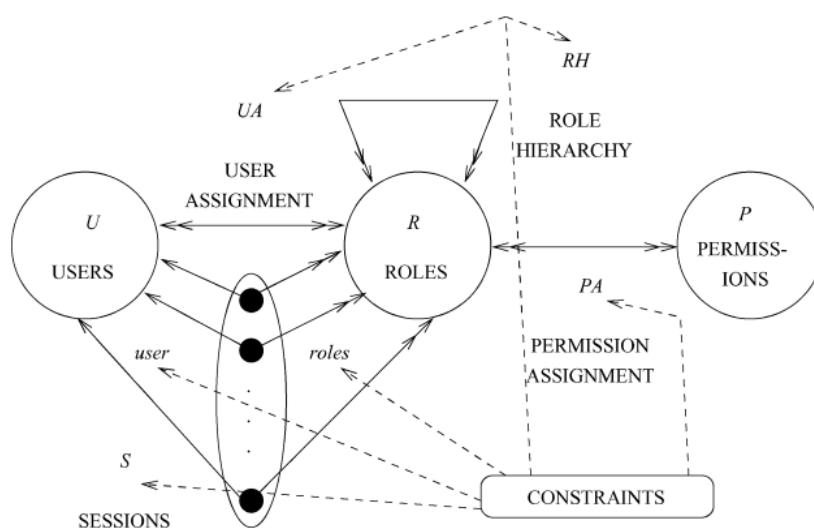 RH
UA
ROLE
HIERARCHY
USER
ASSIGNMENT
U
USERS
R
ROLES
P
PERMISS-
IONS
PA
user
roles
PERMISSION
ASSIGNMENT
S
SESSIONS
CONSTRAINTS